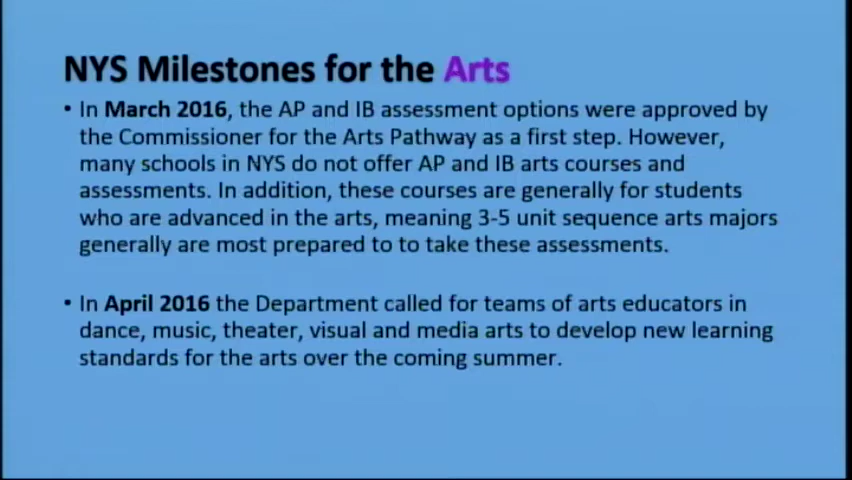 NYS Milestones for the Arts
• In March 2016, the AP and IB assessment options were approved by
the Commissioner for the Arts Pathway as a first step. However,
many schools in NYS do not offer AP and IB arts courses and
assessments. In addition, these courses are generally for students
who are advanced in the arts, meaning 3-5 unit sequence arts majors
generally are most prepared to to take these assessments.
• In April 2016 the Department called for teams of arts educators in
dance, music, theater, visual and media arts to develop new learning
standards for the arts over the coming summer.